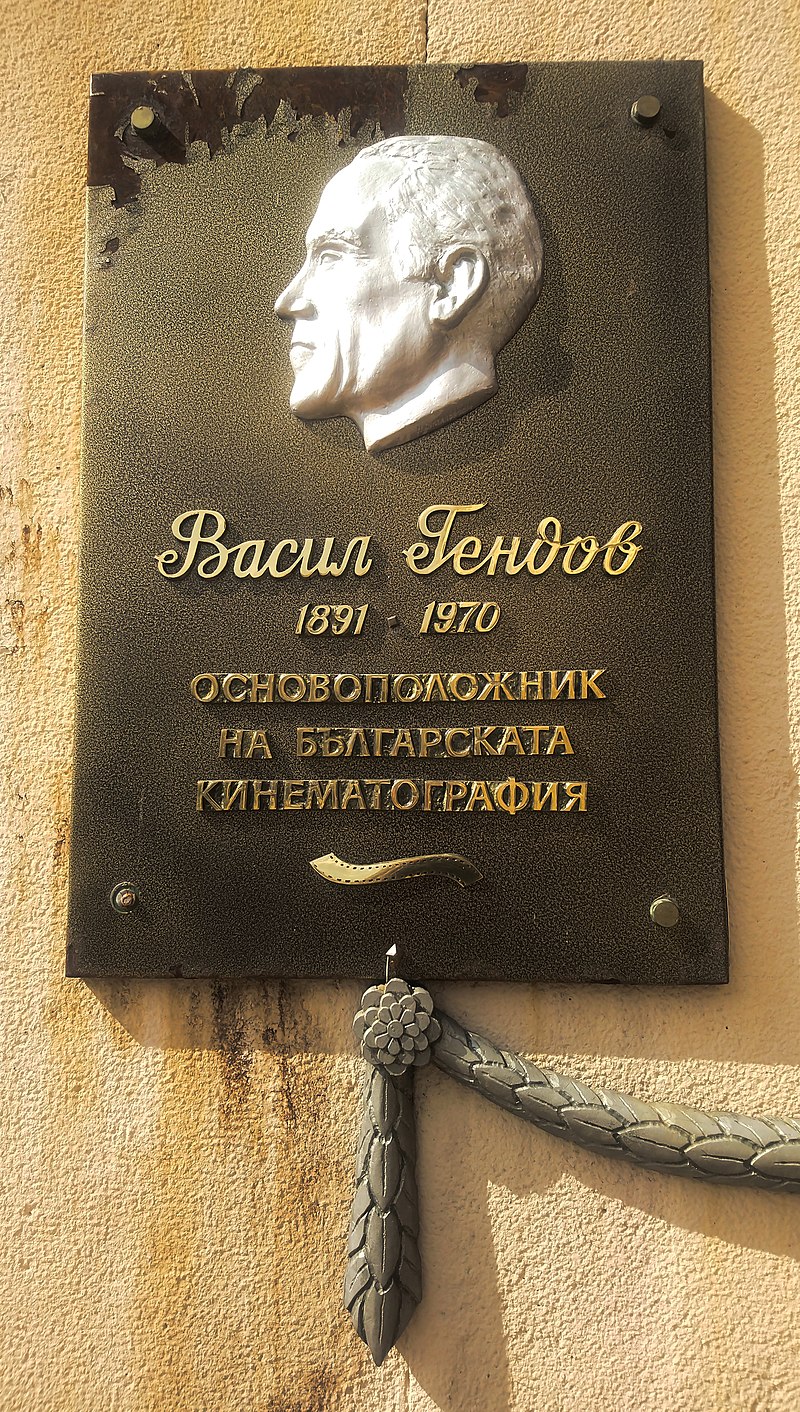 Васил Гендов
1891 - 1970
ОСНОВОПОЛОЖНИК
НА БЪЛГАРСКАТА
КИНЕМАТОГРАФИЯ